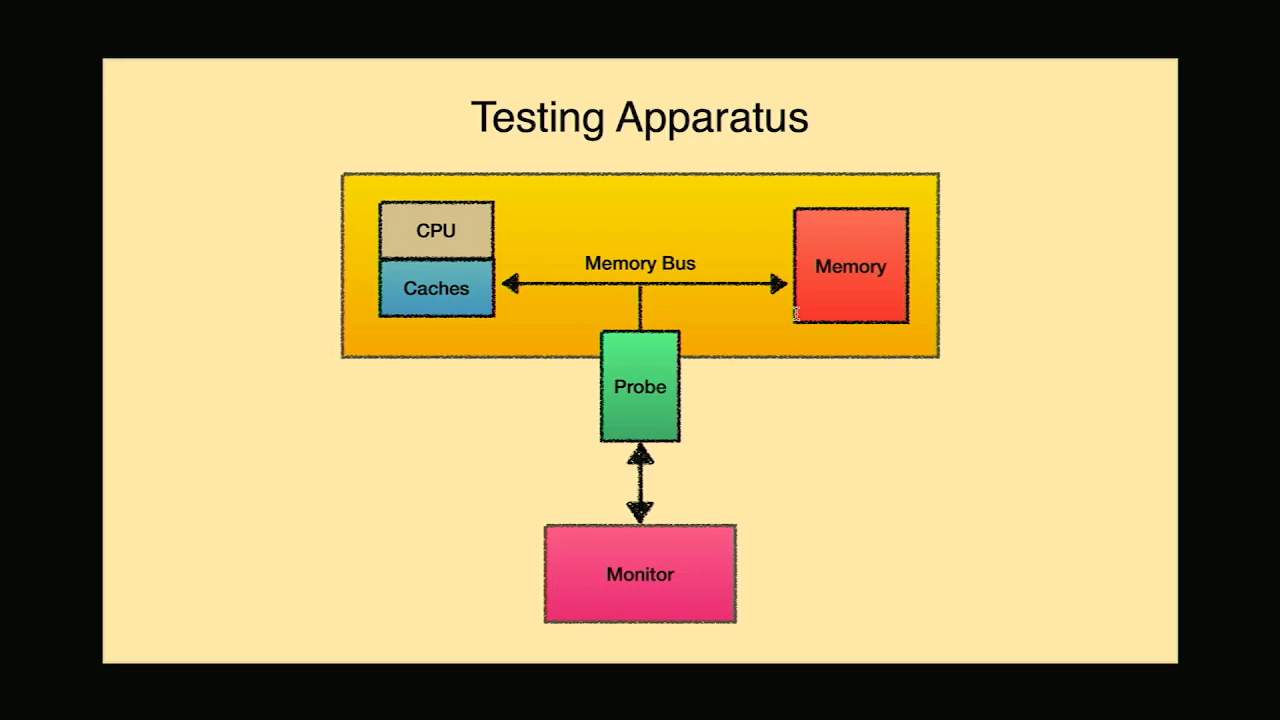 Testing Apparatus
CPU
Caches
Memory Bus
Memory
Probe
Monitor